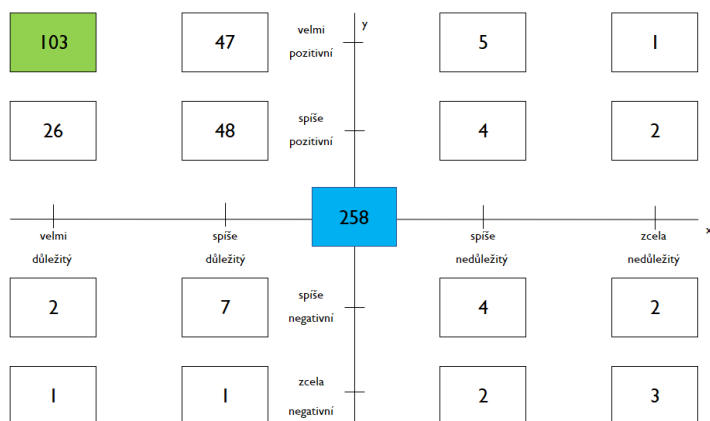 103 47 velmi y 5 1
pozitivní
26 48 spíše 4 2
pozitivní
258
velmi spíše spíše zcela x
důležitý důležitý nedůležitý nedůležitý
2 7 spíše 4 2
negativní
1 1 zcela 2 3
negativní